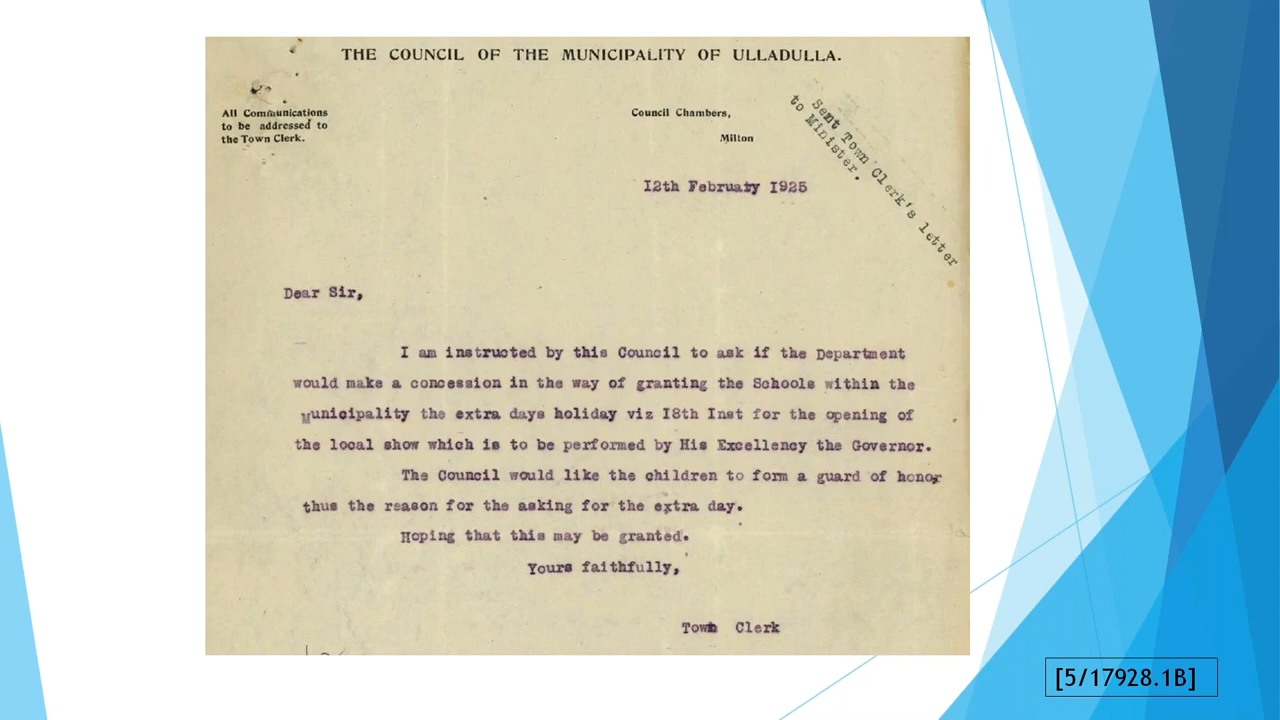 THE COUNCIL OF THE MUNICIPALITY OF ULLADULLA.
All Communications
to be addressed to
the Town Clerk.
Council Chambers,
Milton
Sent Town Clerk's letter
to Minister.
12th February 1925
Dear Sir,
I am instructed by this Council to ask if the Department
would make a concession in the way of granting the Schools within the
Municipality the extra days holiday viz 18th Inst for the opening of
the local show which is to be performed by His Excellency the Governor.
The Council would like the children to form a guard of honor
thus the reason for the asking for the extra day.
Hoping that this may be granted.
Yours faithfully,
Town Clerk
[5/17928.1B]